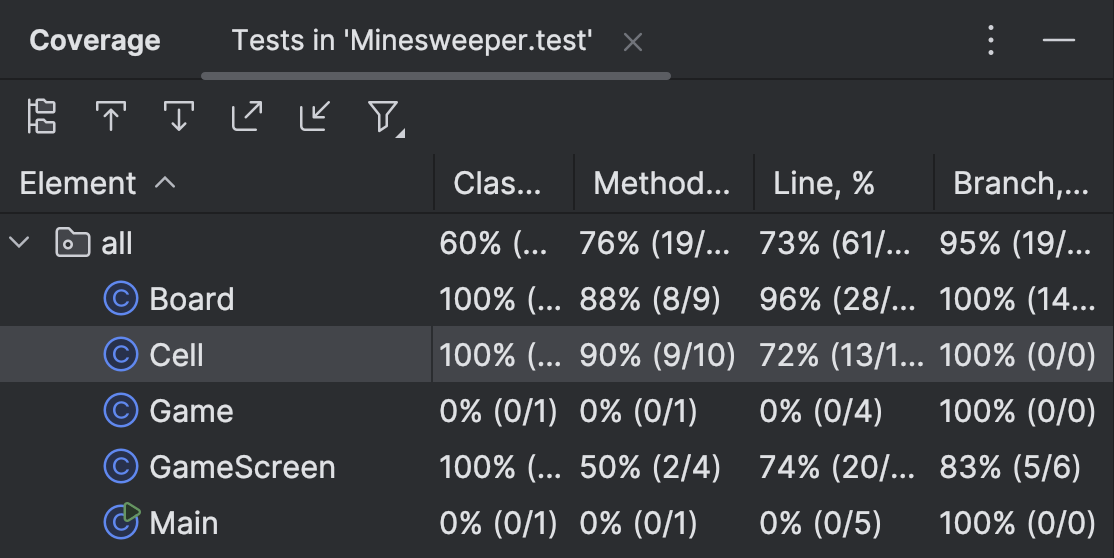 Coverage Tests in 'Minesweeper.test'
Element Clas... Method... Line, % Branch,...
all 60% (... 76% (19/... 73% (61/... 95% (19/...
Board 100% (... 88% (8/9) 96% (28/... 100% (14...
Cell 100% (... 90% (9/10) 72% (13/1... 100% (0/0)
Game 0% (0/1) 0% (0/1) 0% (0/4) 100% (0/0)
GameScreen 100% (... 50% (2/4) 74% (20/... 83% (5/6)
Main 0% (0/1) 0% (0/1) 0% (0/5) 100% (0/0)